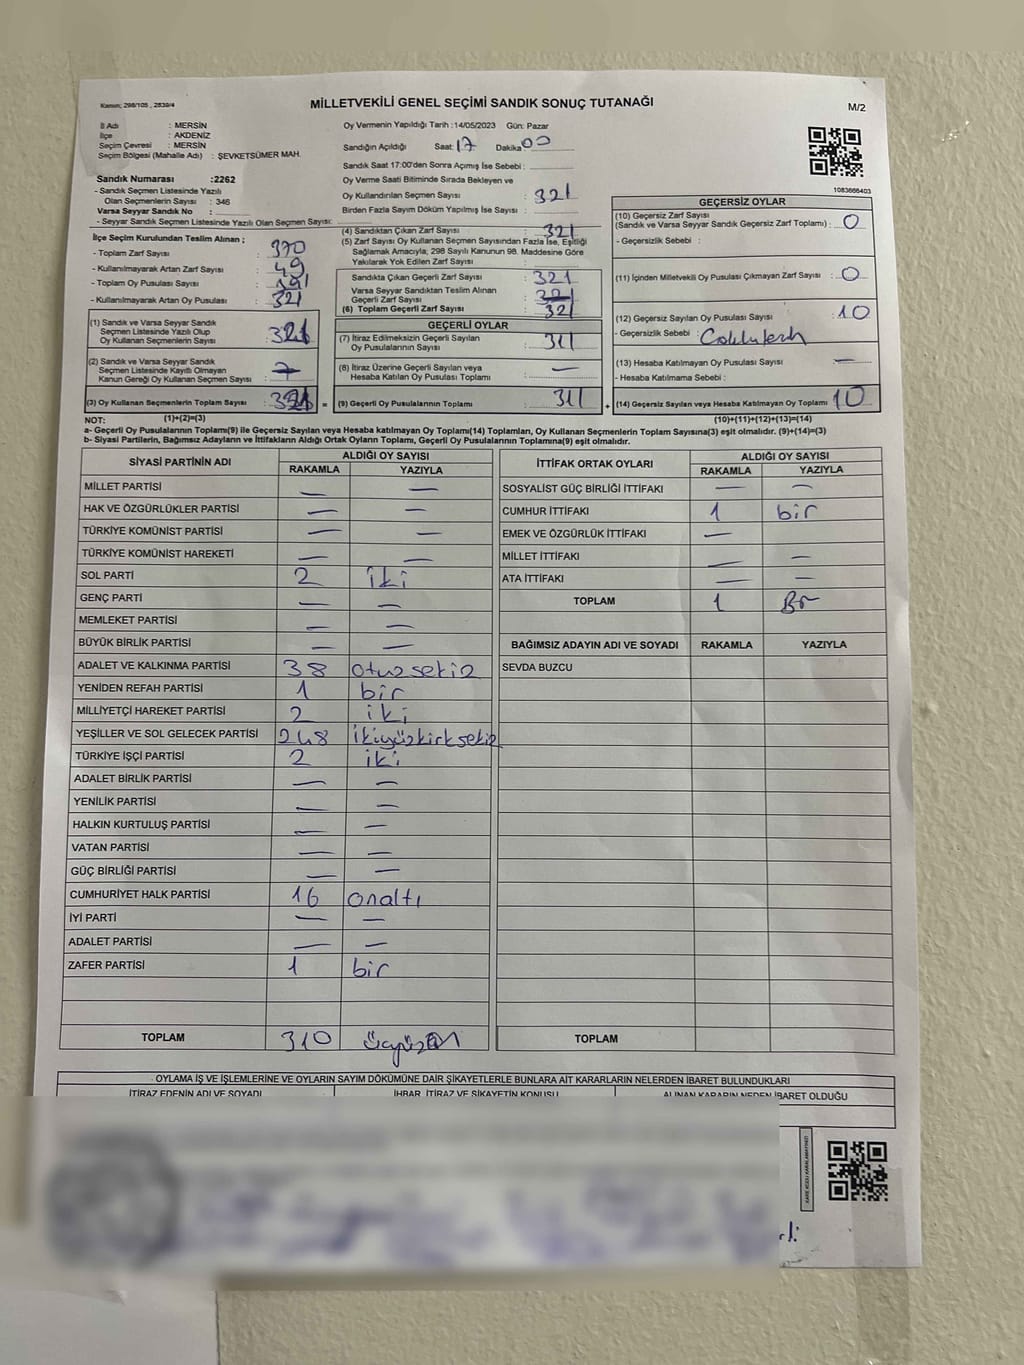 Kanun; 298/105 , 2839/4
MİLLETVEKİLİ GENEL SEÇİMİ SANDIK SONUÇ TUTANAĞI
M/2
İl Adı : MERSİN
İlçe : AKDENİZ
Seçim Çevresi : MERSİN
Seçim Bölgesi (Mahalle Adı) : ŞEVKETSÜMER MAH.
Sandık Numarası :2262
- Sandık Seçmen Listesinde Yazılı
Olan Seçmenlerin Sayısı : 346
Varsa Seyyar Sandık No :
- Seyyar Sandık Seçmen Listesinde Yazılı Olan Seçmen Sayısı:
İlçe Seçim Kurulundan Teslim Alınan ;
- Toplam Zarf Sayısı : 370
- Kullanılmayarak Artan Zarf Sayısı : 49
- Toplam Oy Pusulası Sayısı :
- Kullanılmayarak Artan Oy Pusulası : 321
(1) Sandık ve Varsa Seyyar Sandık
Seçmen Listesinde Yazılı Olup
Oy Kullanan Seçmenlerin Sayısı :
(2) Sandık ve Varsa Seyyar Sandık
Seçmen Listesinde Kayıtlı Olmayan
Kanun Gereği Oy Kullanan Seçmen Sayısı :
(3) Oy Kullanan Seçmenlerin Toplam Sayısı :
(1)+(2)=(3)
Oy Vermenin Yapıldığı Tarih :14/05/2023 Gün: Pazar
Sandığın Açıldığı Saat: 17 Dakika 00
Sandık Saat 17:00'den Sonra Açılmış İse Sebebi :
Oy Verme Saati Bitiminde Sırada Bekleyen ve
Oy Kullandırılan Seçmen Sayısı : 321
Birden Fazla Sayım Döküm Yapılmış İse Sayısı :
(4) Sandıktan Çıkan Zarf Sayısı : 321
(5) Zarf Sayısı Oy Kullanan Seçmen Sayısından Fazla İse, Eşitliği
Sağlamak Amacıyla; 298 Sayılı Kanunun 98. Maddesine Göre
Yakılarak Yok Edilen Zarf Sayısı :
Sandıkta Çıkan Geçerli Zarf Sayısı : 321
Varsa Seyyar Sandıktan Teslim Alınan
Geçerli Zarf Sayısı : 321
(6) Toplam Geçerli Zarf Sayısı : 321
GEÇERLİ OYLAR
(7) İtiraz Edilmeksizin Geçerli Sayılan
Oy Pusulalarının Sayısı : 311
(8) İtiraz Üzerine Geçerli Sayılan veya
Hesaba Katılan Oy Pusulası Toplamı : —
= (9) Geçerli Oy Pusulalarının Toplamı : 311
1083666403
GEÇERSİZ OYLAR
(10) Geçersiz Zarf Sayısı
(Sandık ve Varsa Seyyar Sandık Geçersiz Zarf Toplamı) : 0
- Geçersizlik Sebebi :
(11) İçinden Milletvekili Oy Pusulası Çıkmayan Zarf Sayısı : 0
(12) Geçersiz Sayılan Oy Pusulası Sayısı : 10
- Geçersizlik Sebebi :
(13) Hesaba Katılmayan Oy Pusulası Sayısı : —
- Hesaba Katılmama Sebebi :
+ (14) Geçersiz Sayılan veya Hesaba Katılmayan Oy Toplamı : 10
(10)+(11)+(12)+(13)=(14)
NOT:
a- Geçerli Oy Pusulalarının Toplamı(9) ile Geçersiz Sayılan veya Hesaba katılmayan Oy Toplamı(14) Toplamları, Oy Kullanan Seçmenlerin Toplam Sayısına(3) eşit olmalıdır. (9)+(14)=(3)
b- Siyasi Partilerin, Bağımsız Adayların ve İttifakların Aldığı Ortak Oyların Toplamı, Geçerli Oy Pusulalarının Toplamına(9) eşit olmalıdır.
SİYASİ PARTİNİN ADI ALDIĞI OY SAYISI
RAKAMLA YAZIYLA
MİLLET PARTİSİ — —
HAK VE ÖZGÜRLÜKLER PARTİSİ — —
TÜRKİYE KOMÜNİST PARTİSİ — —
TÜRKİYE KOMÜNİST HAREKETİ — —
SOL PARTİ 2 iki
GENÇ PARTİ — —
MEMLEKET PARTİSİ — —
BÜYÜK BİRLİK PARTİSİ — —
ADALET VE KALKINMA PARTİSİ 38 otuzsekiz
YENİDEN REFAH PARTİSİ 1 bir
MİLLİYETÇİ HAREKET PARTİSİ 2 iki
YEŞİLLER VE SOL GELECEK PARTİSİ 248 ikiyüzkırksekiz
TÜRKİYE İŞÇİ PARTİSİ 2 iki
ADALET BİRLİK PARTİSİ — —
YENİLİK PARTİSİ — —
HALKIN KURTULUŞ PARTİSİ — —
VATAN PARTİSİ — —
GÜÇ BİRLİĞİ PARTİSİ — —
CUMHURİYET HALK PARTİSİ 16 onaltı
İYİ PARTİ — —
ADALET PARTİSİ — —
ZAFER PARTİSİ 1 bir
TOPLAM 310 üçyüzon
İTTİFAK ORTAK OYLARI ALDIĞI OY SAYISI
RAKAMLA YAZIYLA
SOSYALİST GÜÇ BİRLİĞİ İTTİFAKI — —
CUMHUR İTTİFAKI 1 bir
EMEK VE ÖZGÜRLÜK İTTİFAKI —
MİLLET İTTİFAKI — —
ATA İTTİFAKI — —
TOPLAM 1 Bir
BAĞIMSIZ ADAYIN ADI VE SOYADI RAKAMLA YAZIYLA
SEVDA BUZCU
TOPLAM
OYLAMA İŞ VE İŞLEMLERİNE VE OYLARIN SAYIM DÖKÜMÜNE DAİR ŞİKAYETLERLE BUNLARA AİT KARARLARIN NELERDEN İBARET BULUNDUKLARI
İTİRAZ EDENİN ADI VE SOYADI İHBAR, İTİRAZ VE ŞİKAYETİN KONUSU ALINAN KARARIN NEDEN İBARET OLDUĞU